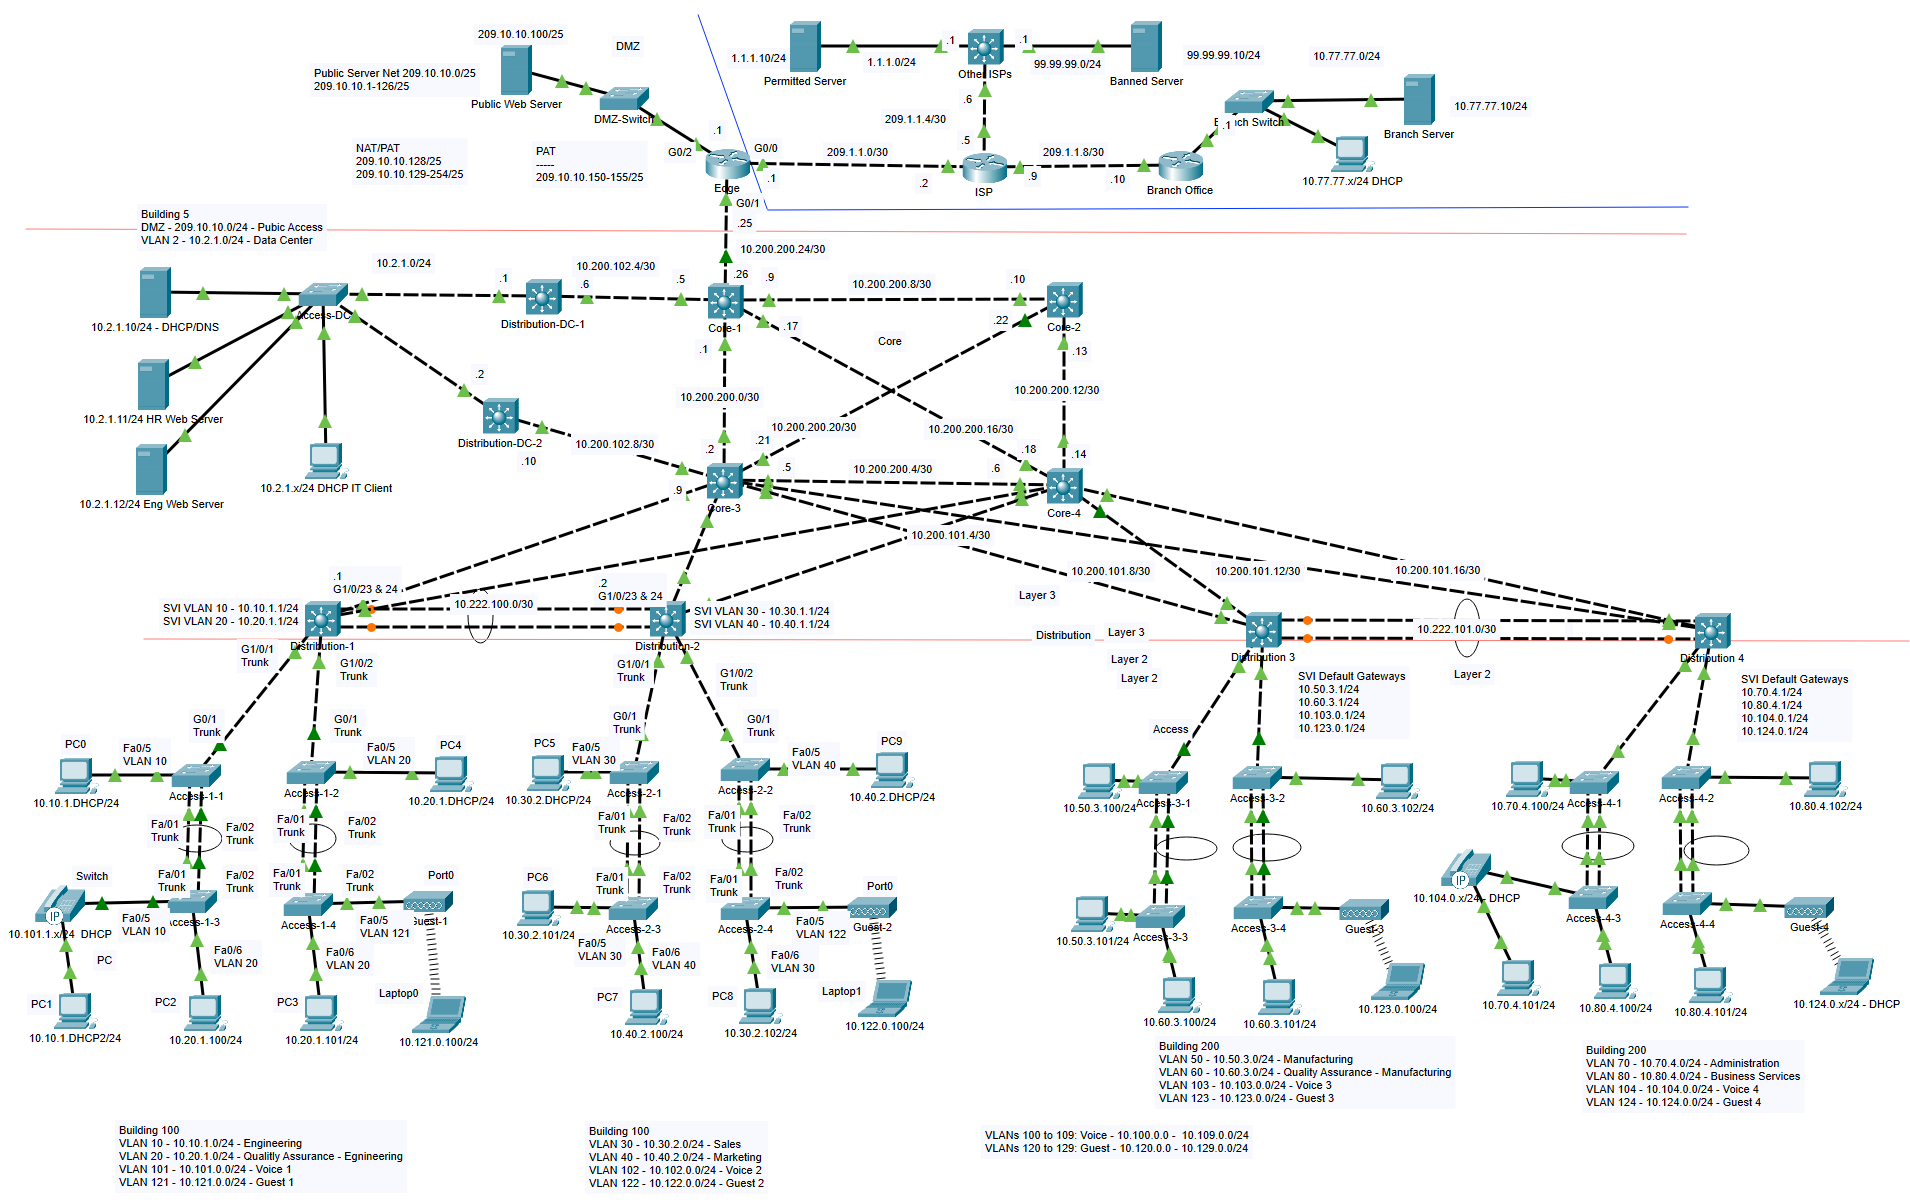 209.10.10.100/25
DMZ
Public Server Net 209.10.10.0/25
209.10.10.1-126/25
Public Web Server
DMZ-Switch
NAT/PAT
209.10.10.128/25
209.10.10.129-254/25
PAT
-----
209.10.10.150-155/25
.1
G0/2
G0/0
.1
Edge
G0/1
.25
1.1.1.10/24
Permitted Server
1.1.1.0/24
.1
.1
Other ISPs
99.99.99.0/24
Banned Server
99.99.99.10/24
10.77.77.0/24
10.77.77.10/24
Branch Server
.6
209.1.1.4/30
.5
209.1.1.0/30
.2
ISP
.9
209.1.1.8/30
.10
Branch Office
.1
Switch
10.77.77.x/24 DHCP
Building 5
DMZ - 209.10.10.0/24 - Pubic Access
VLAN 2 - 10.2.1.0/24 - Data Center
10.200.200.24/30
.26
10.2.1.0/24
10.2.1.10/24 - DHCP/DNS
Access-DC
.1
10.200.102.4/30
.6
Distribution-DC-1
.5
Core-1
.9
10.200.200.8/30
.10
Core-2
.22
.17
.1
Core
.13
10.2.1.11/24 HR Web Server
10.2.1.12/24 Eng Web Server
10.2.1.x/24 DHCP IT Client
.2
Distribution-DC-2
.10
10.200.102.8/30
10.200.200.0/30
10.200.200.20/30
10.200.200.16/30
10.200.200.12/30
.2
.21
.5
10.200.200.4/30
.6
.18
.14
.9
Core-3
Core-4
10.200.101.4/30
10.200.101.8/30
10.200.101.12/30
10.200.101.16/30
.1
G1/0/23 & 24
SVI VLAN 10 - 10.10.1.1/24
SVI VLAN 20 - 10.20.1.1/24
Distribution-1
10.222.100.0/30
.2
G1/0/23 & 24
SVI VLAN 30 - 10.30.1.1/24
SVI VLAN 40 - 10.40.1.1/24
Distribution-2
Layer 3
Distribution
Layer 3
Layer 2
Layer 2
Distribution 3
10.222.101.0/30
Layer 2
Distribution 4
G1/0/1
Trunk
G1/0/2
Trunk
G1/0/1
Trunk
G1/0/2
Trunk
SVI Default Gateways
10.50.3.1/24
10.60.3.1/24
10.103.0.1/24
10.123.0.1/24
SVI Default Gateways
10.70.4.1/24
10.80.4.1/24
10.104.0.1/24
10.124.0.1/24
G0/1
Trunk
G0/1
Trunk
G0/1
Trunk
G0/1
Trunk
Access
PC0
Fa0/5
VLAN 10
10.10.1.DHCP/24
Access-1-1
Access-1-2
Fa0/5
VLAN 20
PC4
10.20.1.DHCP/24
PC5
Fa0/5
VLAN 30
10.30.2.DHCP/24
Access-2-1
Access-2-2
Fa0/5
VLAN 40
PC9
10.40.2.DHCP/24
10.50.3.100/24
Access-3-1
Access-3-2
10.60.3.102/24
10.70.4.100/24
Access-4-1
Access-4-2
10.80.4.102/24
Fa/01
Trunk
Fa/02
Trunk
Fa/01
Trunk
Fa/02
Trunk
Fa/01
Trunk
Fa/02
Trunk
Fa/01
Trunk
Fa/02
Trunk
Switch
Fa/01
Trunk
Fa/02
Trunk
Fa/01
Trunk
Fa/02
Trunk
Port0
PC6
Fa/01
Trunk
Fa/02
Trunk
Fa/01
Trunk
Fa/02
Trunk
Port0
IP
10.101.1.x/24 DHCP
Fa0/5
VLAN 10
Access-1-3
Access-1-4
Fa0/5
VLAN 121
Guest-1
10.30.2.101/24
Fa0/5
VLAN 30
Access-2-3
Access-2-4
Fa0/5
VLAN 122
Guest-2
10.50.3.101/24
Access-3-3
Access-3-4
Guest-3
IP
10.104.0.x/24 - DHCP
Access-4-3
Access-4-4
Guest-4
PC
Fa0/6
VLAN 20
Fa0/6
VLAN 20
Fa0/6
VLAN 40
Fa0/6
VLAN 30
PC1
10.10.1.DHCP2/24
PC2
10.20.1.100/24
PC3
10.20.1.101/24
Laptop0
10.121.0.100/24
PC7
10.40.2.100/24
PC8
10.30.2.102/24
Laptop1
10.122.0.100/24
10.60.3.100/24
10.60.3.101/24
10.123.0.100/24
10.70.4.101/24
10.80.4.100/24
10.80.4.101/24
10.124.0.x/24 - DHCP
Building 200
VLAN 50 - 10.50.3.0/24 - Manufacturing
VLAN 60 - 10.60.3.0/24 - Quality Assurance - Manufacturing
VLAN 103 - 10.103.0.0/24 - Voice 3
VLAN 123 - 10.123.0.0/24 - Guest 3
Building 200
VLAN 70 - 10.70.4.0/24 - Administration
VLAN 80 - 10.80.4.0/24 - Business Services
VLAN 104 - 10.104.0.0/24 - Voice 4
VLAN 124 - 10.124.0.0/24 - Guest 4
Building 100
VLAN 10 - 10.10.1.0/24 - Engineering
VLAN 20 - 10.20.1.0/24 - Qualitly Assurance - Egnineering
VLAN 101 - 10.101.0.0/24 - Voice 1
VLAN 121 - 10.121.0.0/24 - Guest 1
Building 100
VLAN 30 - 10.30.2.0/24 - Sales
VLAN 40 - 10.40.2.0/24 - Marketing
VLAN 102 - 10.102.0.0/24 - Voice 2
VLAN 122 - 10.122.0.0/24 - Guest 2
VLANs 100 to 109: Voice - 10.100.0.0 - 10.109.0.0/24
VLANs 120 to 129: Guest - 10.120.0.0 - 10.129.0.0/24